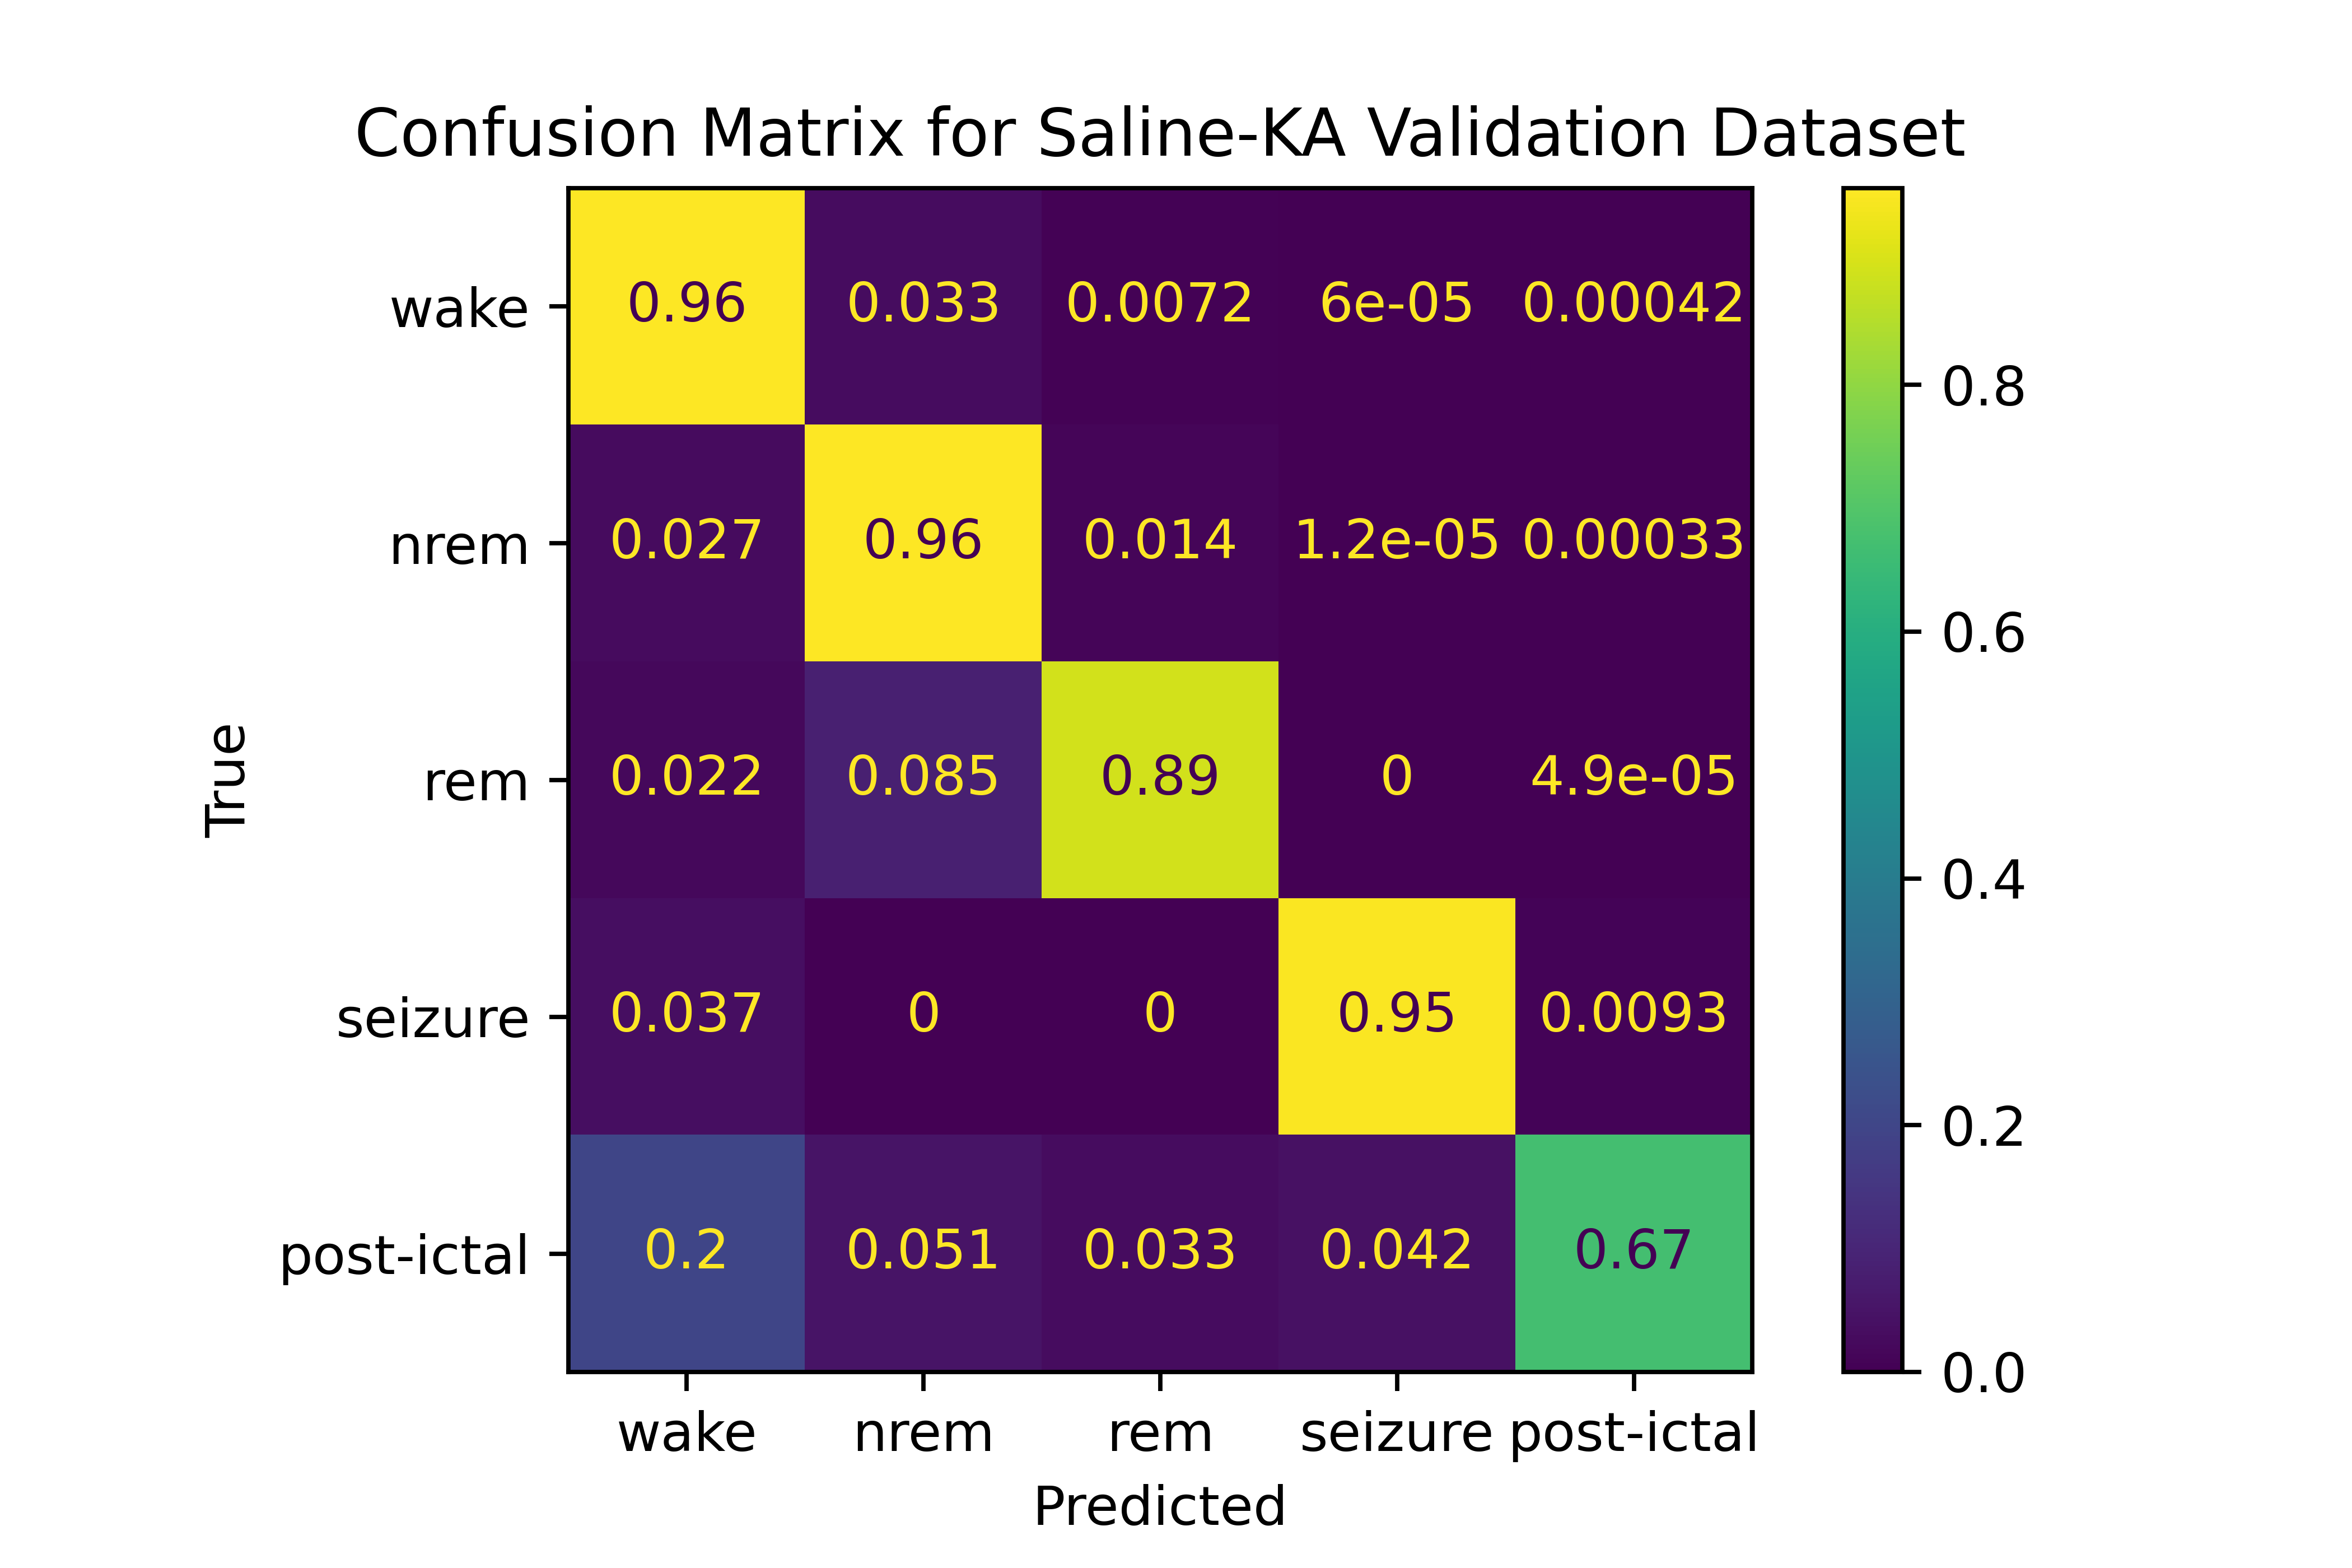 Confusion Matrix for Saline-KA Validation Dataset
wake 0.96 0.033 0.0072 6e-05 0.00042
0.8
nrem 0.027 0.96 0.014 1.2e-05 0.00033
0.6
True
rem 0.022 0.085 0.89 0 4.9e-05
0.4
seizure 0.037 0 0 0.95 0.0093
0.2
post-ictal 0.2 0.051 0.033 0.042 0.67
0.0
wake nrem rem seizure post-ictal
Predicted